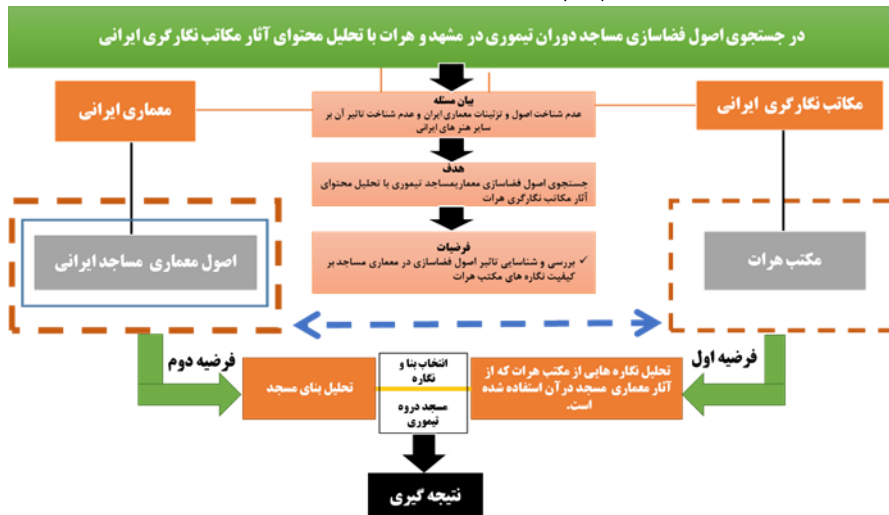 در جستجوی اصول فضاسازی مساجد دوران تیموری در مشهد و هرات با تحلیل محتوای آثار مکاتب نگارگری ایرانی
مکاتب نگارگری ایرانی
بیان مسئله
عدم شناخت اصول و تزئینات معماری ایران و عدم شناخت تاثیر آن بر
سایر هنر های ایرانی
معماری ایرانی
هدف
جستجوی اصول فضاسازی معماریمساجد تیموری با تحلیل محتوای
آثار مکاتب نگارگری هرات
فرضیات
✓ بررسی و شناسایی تاثیر اصول فضاسازی در معماری مساجد بر
کیفیت نگاره های مکتب هرات
مکتب هرات
اصول معماری مساجد ایرانی
فرضیه اول
فرضیه دوم
تحلیل نگاره هایی از مکتب هرات که از
آثار معماری مسجد در آن استفاده شده
است.
انتخاب بنا و
نگاره
مسجد دروه
تیموری
تحلیل بنای مسجد
نتیجه گیری